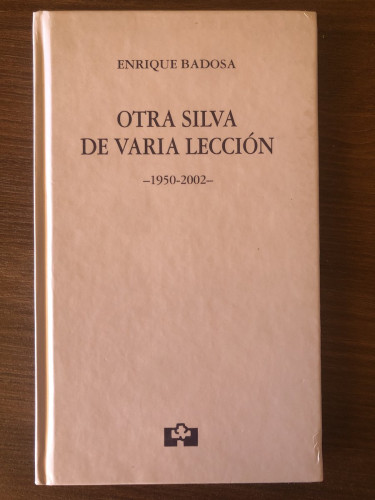 ENRIQUE BADOSA
OTRA SILVA
DE VARIA LECCIÓN
–1950-2002–